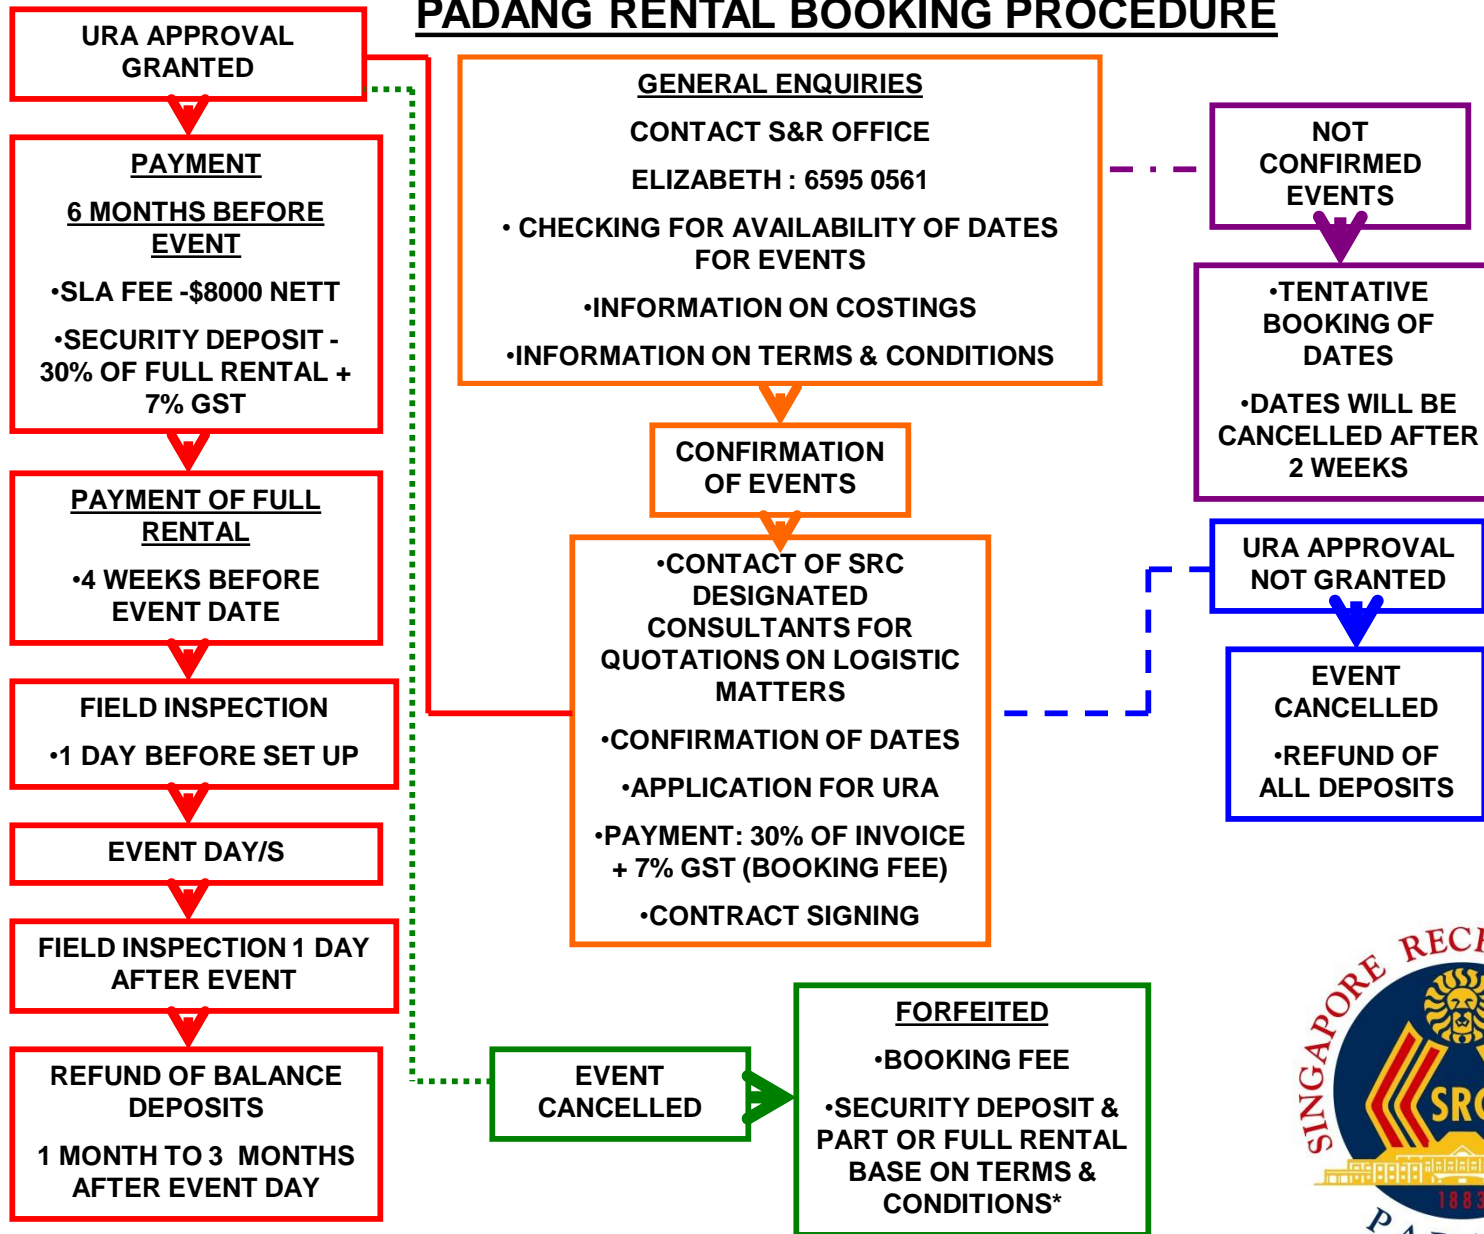 PADANG RENTAL BOOKING PROCEDURE
URA APPROVAL
GRANTED
PAYMENT
6 MONTHS BEFORE
EVENT
•SLA FEE -$8000 NETT
•SECURITY DEPOSIT -
30% OF FULL RENTAL +
7% GST
PAYMENT OF FULL
RENTAL
•4 WEEKS BEFORE
EVENT DATE
FIELD INSPECTION
•1 DAY BEFORE SET UP
EVENT DAY/S
FIELD INSPECTION 1 DAY
AFTER EVENT
REFUND OF BALANCE
DEPOSITS
1 MONTH TO 3 MONTHS
AFTER EVENT DAY
GENERAL ENQUIRIES
CONTACT S&R OFFICE
ELIZABETH : 6595 0561
• CHECKING FOR AVAILABILITY OF DATES
FOR EVENTS
•INFORMATION ON COSTINGS
•INFORMATION ON TERMS & CONDITIONS
CONFIRMATION
OF EVENTS
•CONTACT OF SRC
DESIGNATED
CONSULTANTS FOR
QUOTATIONS ON LOGISTIC
MATTERS
•CONFIRMATION OF DATES
•APPLICATION FOR URA
•PAYMENT: 30% OF INVOICE
+ 7% GST (BOOKING FEE)
•CONTRACT SIGNING
EVENT
CANCELLED
FORFEITED
•BOOKING FEE
•SECURITY DEPOSIT &
PART OR FULL RENTAL
BASE ON TERMS &
CONDITIONS*
NOT
CONFIRMED
EVENTS
•TENTATIVE
BOOKING OF
DATES
•DATES WILL BE
CANCELLED AFTER
2 WEEKS
URA APPROVAL
NOT GRANTED
EVENT
CANCELLED
•REFUND OF
ALL DEPOSITS
SINGAPORE
SRC
1883